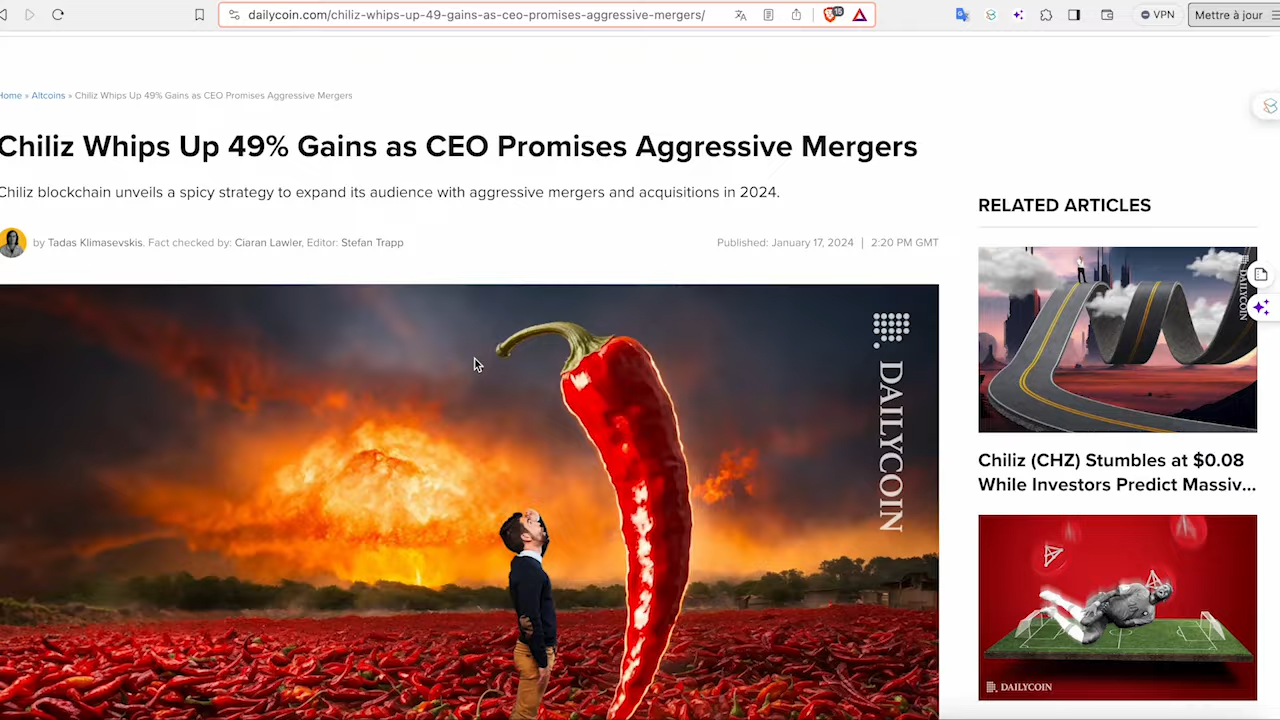 dailycoin.com/chiliz-whips-up-49-gains-as-ceo-promises-aggressive-mergers/
15
VPN
Mettre à jour
Home » Altcoins » Chiliz Whips Up 49% Gains as CEO Promises Aggressive Mergers
Chiliz Whips Up 49% Gains as CEO Promises Aggressive Mergers
Chiliz blockchain unveils a spicy strategy to expand its audience with aggressive mergers and acquisitions in 2024.
by Tadas Klimasevskis. Fact checked by: Ciaran Lawler, Editor: Stefan Trapp
Published: January 17, 2024 | 2:20 PM GMT
DAILYCOIN
RELATED ARTICLES
DAILYCOIN
Chiliz (CHZ) Stumbles at $0.08
While Investors Predict Massiv...
DAILYCOIN